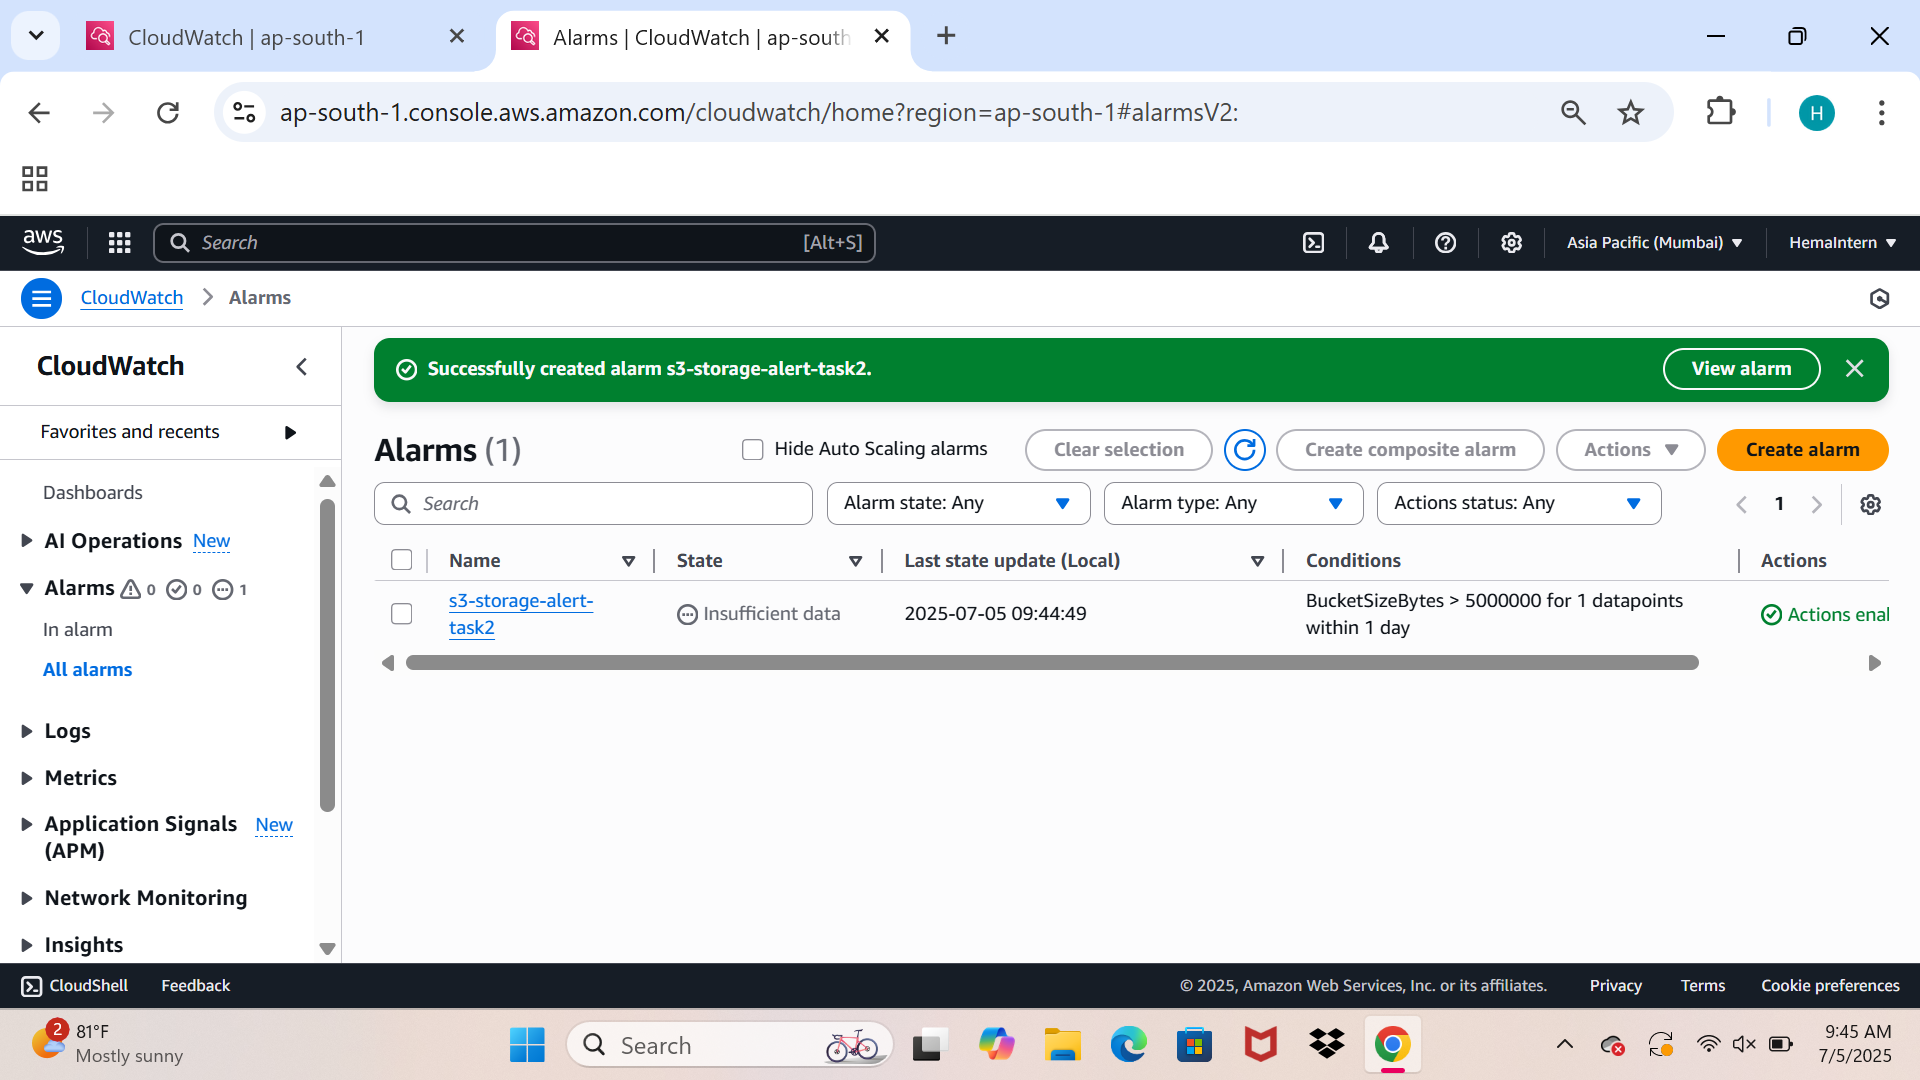 CloudWatch | ap-south-1
Alarms | CloudWatch | ap-south
ap-south-1.console.aws.amazon.com/cloudwatch/home?region=ap-south-1#alarmsV2:
H
aws
Search
[Alt+S]
Asia Pacific (Mumbai)
HemaIntern
CloudWatch
Alarms
CloudWatch
Favorites and recents
Dashboards
AI Operations New
Alarms 0 0 1
In alarm
All alarms
Logs
Metrics
Application Signals New
(APM)
Network Monitoring
Insights
Successfully created alarm s3-storage-alert-task2.
View alarm
Alarms (1)
Hide Auto Scaling alarms
Clear selection
Create composite alarm
Actions
Create alarm
Search
Alarm state: Any
Alarm type: Any
Actions status: Any
1
Name
State
Last state update (Local)
Conditions
Actions
s3-storage-alert-
task2
Insufficient data
2025-07-05 09:44:49
BucketSizeBytes > 5000000 for 1 datapoints
within 1 day
Actions enal
CloudShell
Feedback
© 2025, Amazon Web Services, Inc. or its affiliates.
Privacy
Terms
Cookie preferences
2
81°F
Mostly sunny
Search
9:45 AM
7/5/2025